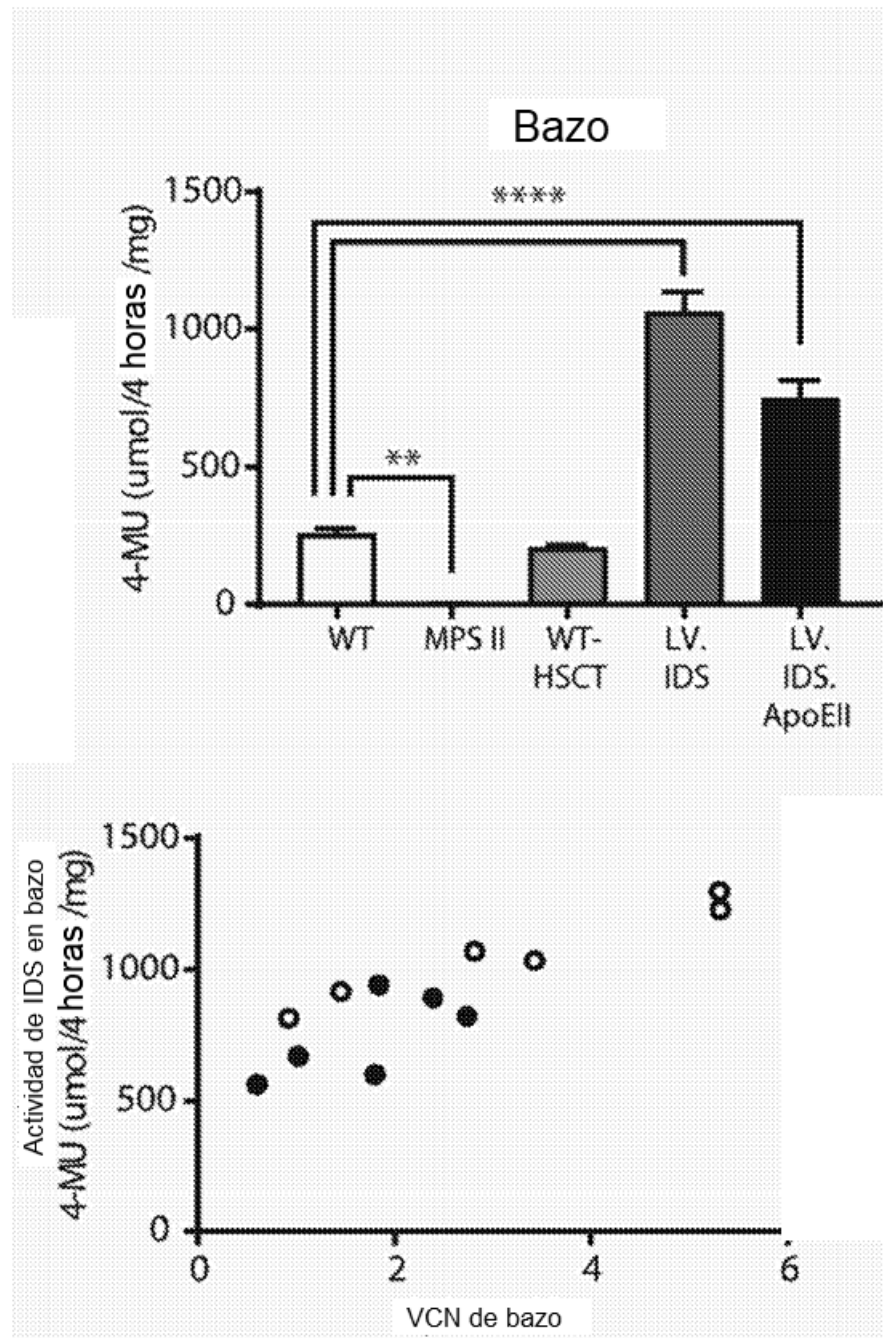 Bazo
4-MU (umol/4 horas /mg)
1500
1000
500
0
****
**
WT
MPS II
WT-
HSCT
LV.
IDS
LV.
IDS.
ApoEII
Actividad de IDS en bazo
4-MU (umol/4 horas /mg)
1500
1000
500
0
0
2
4
6
VCN de bazo